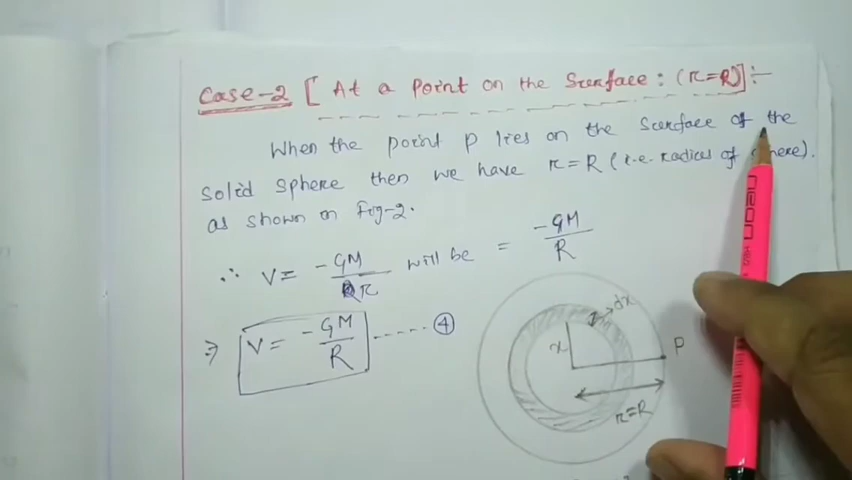 Case-2 [ At a Point on the Surface : (r=R)] :-
When the point P lies on the Surface of the
Solid Sphere then we have r=R (i.e. radius of sphere).
as shown on Fig-2.
∴ V = -GM/r will be = -GM/R
⇒ V = -GM/R ------ ④
dx
x
P
r=R